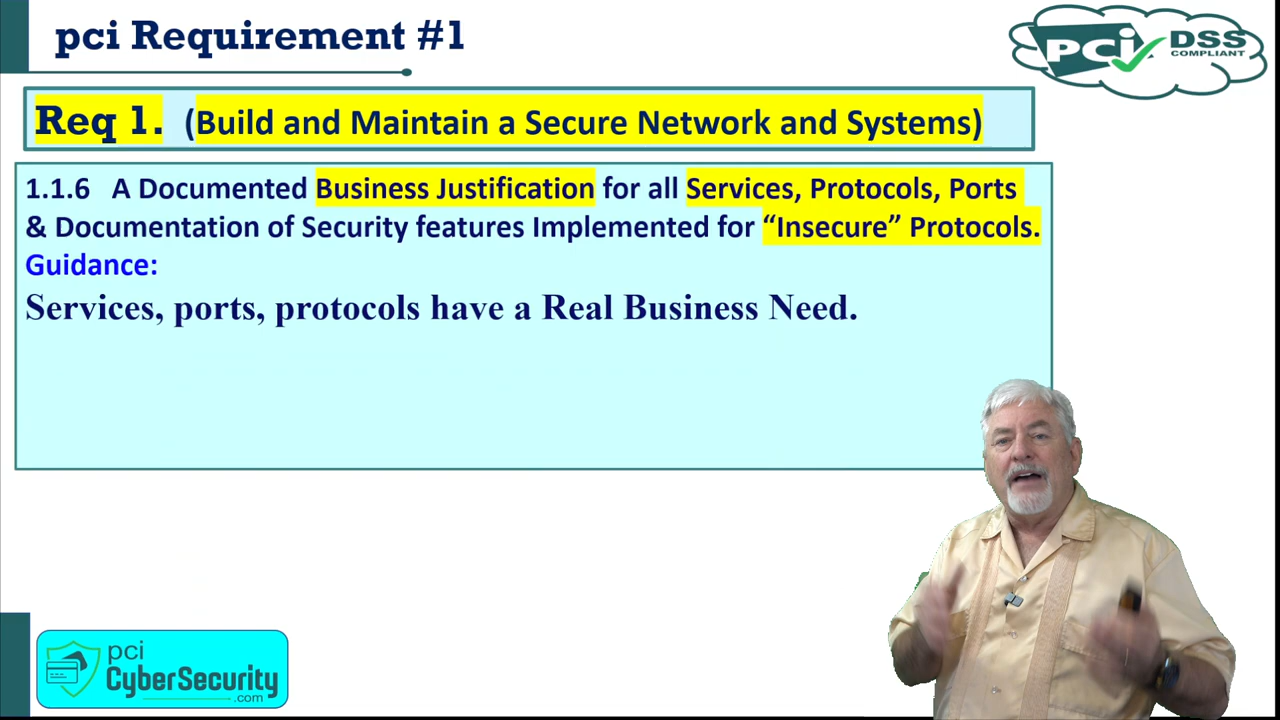 pci Requirement #1
PCi DSS
COMPLIANT
Req 1. (Build and Maintain a Secure Network and Systems)
1.1.6 A Documented Business Justification for all Services, Protocols, Ports
& Documentation of Security features Implemented for “Insecure” Protocols.
Guidance:
Services, ports, protocols have a Real Business Need.
pci
CyberSecurity
.com